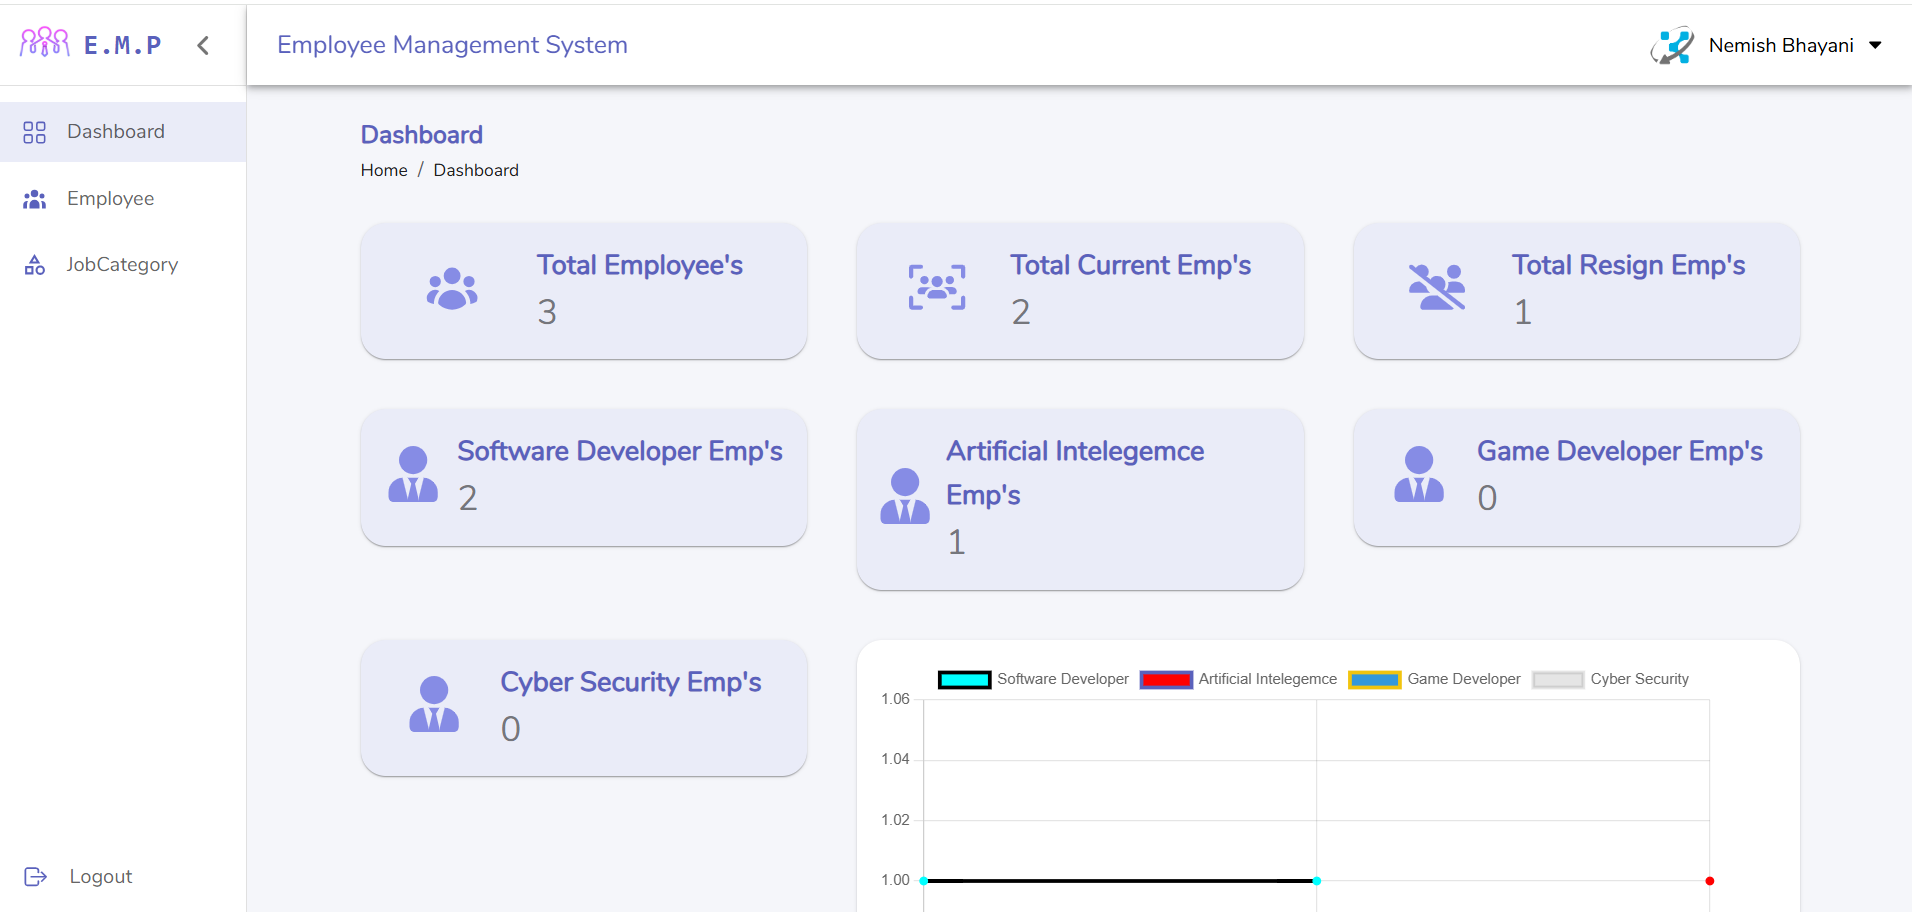 E.M.P
Employee Management System
Nemish Bhayani
Dashboard
Employee
JobCategory
Logout
Dashboard
Home / Dashboard
Total Employee's
3
Total Current Emp's
2
Total Resign Emp's
1
Software Developer Emp's
2
Artificial Intelegemce
Emp's
1
Game Developer Emp's
0
Cyber Security Emp's
0
Software Developer Artificial Intelegemce Game Developer Cyber Security
1.06
1.04
1.02
1.00